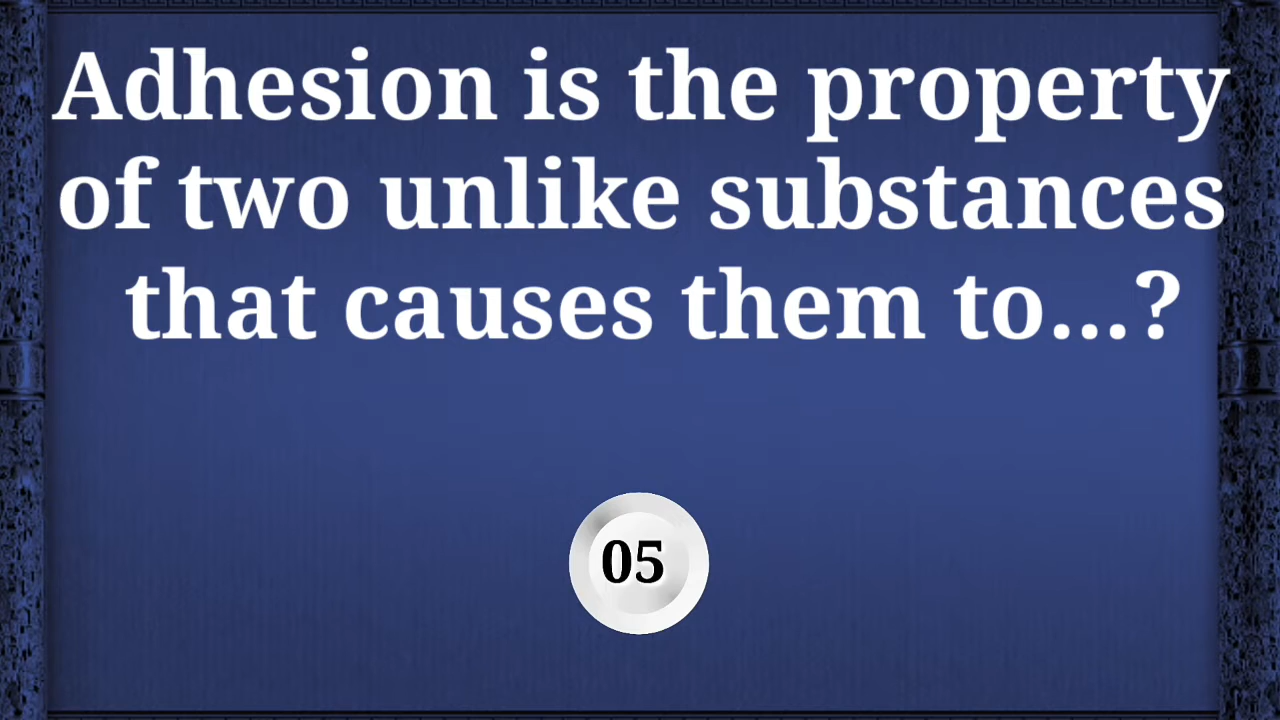 Adhesion is the property
of two unlike substances
that causes them to...?
05